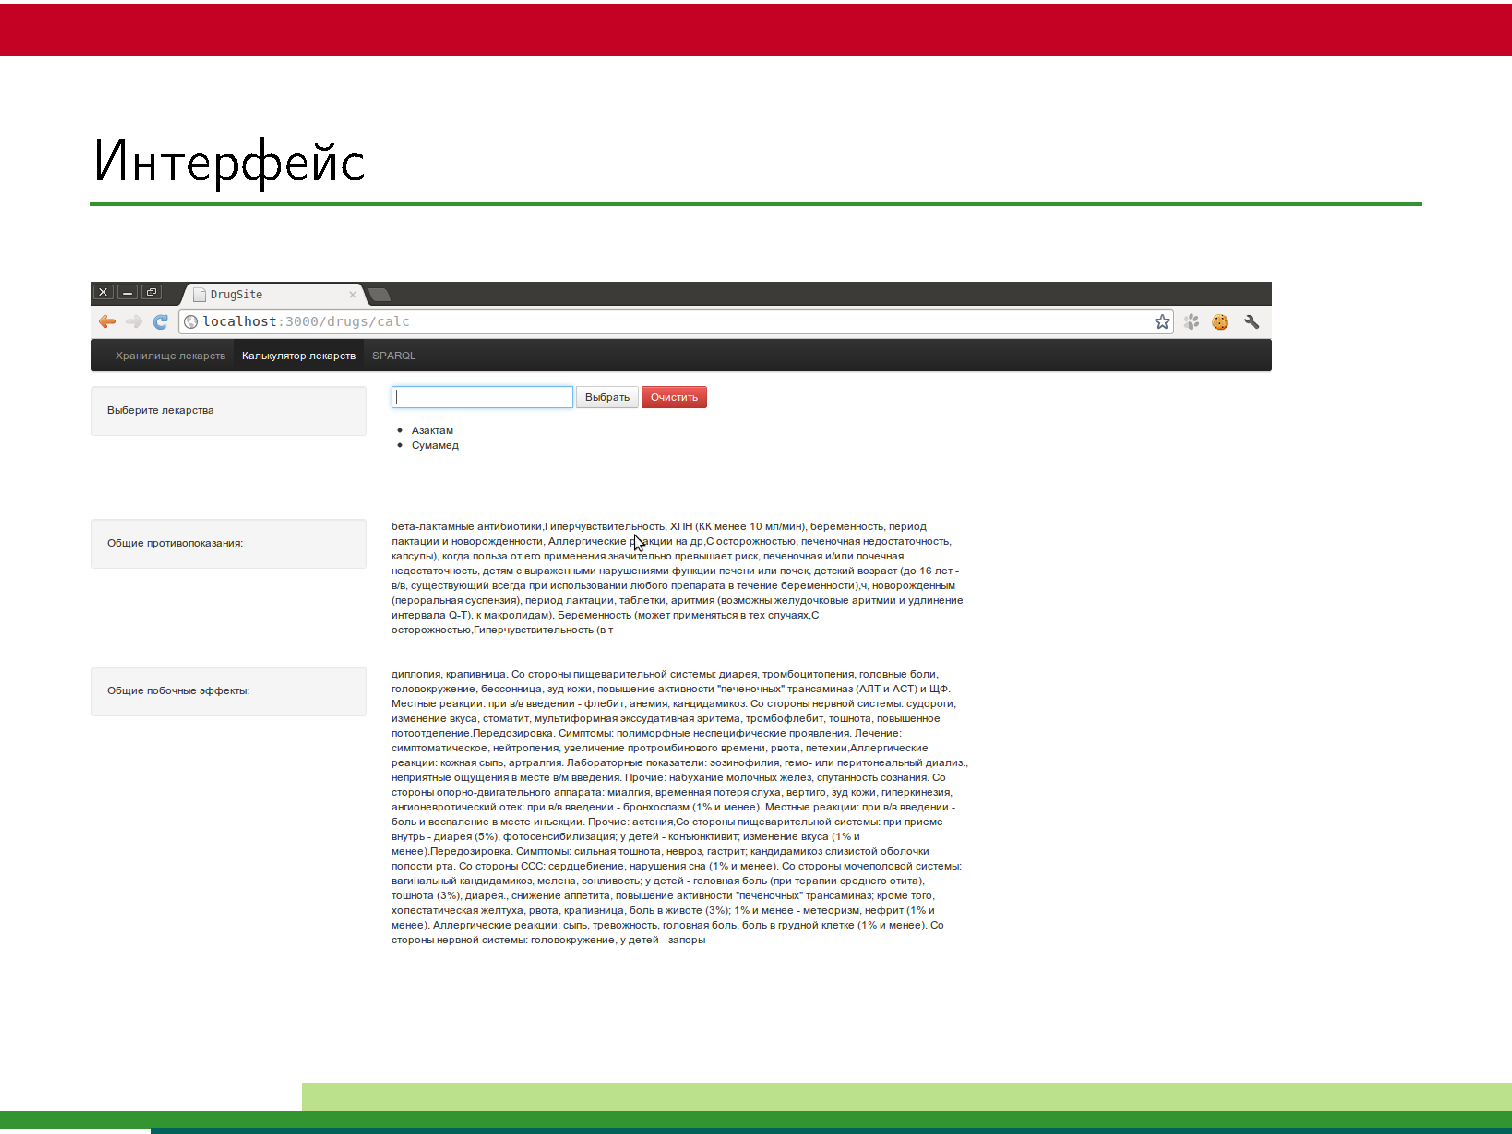 Интерфейс
DrugSite
localhost:3000/drugs/calc
Хранилище лекарств Калькулятор лекарств SPARQL
Выберите лекарства
Выбрать Очистить
Азактам
Сумамед
Общие противопоказания:
бета-лактамные антибиотики,Гиперчувствительность, ХПН (КК менее 10 мл/мин), беременность, период
лактации и новорожденности, Аллергические реакции на др,С осторожностью, печеночная недостаточность,
капсулы), когда польза от его применения значительно превышает риск, печеночная и/или почечная
недостаточность, детям с выраженными нарушениями функции печени или почек, детский возраст (до 16 лет -
в/в, существующий всегда при использовании любого препарата в течение беременности),ч, новорожденным
(пероральная суспензия), период лактации, таблетки, аритмия (возможны желудочковые аритмии и удлинение
интервала Q-T), к макролидам), Беременность (может применяться в тех случаях,С
осторожностью,Гиперчувствительность (в т
Общие побочные эффекты:
диплопия, крапивница. Со стороны пищеварительной системы: диарея, тромбоцитопения, головные боли,
головокружение, бессонница, зуд кожи, повышение активности "печеночных" трансаминаз (АЛТ и АСТ) и ЩФ.
Местные реакции: при в/в введении - флебит, анемия, канцидамикоз. Со стороны нервной системы: судороги,
изменение вкуса, стоматит, мультиформная экссудативная эритема, тромбофлебит, тошнота, повышенное
потоотделение.Передозировка. Симптомы: полиморфные неспецифические проявления. Лечение:
симптоматическое, нейтропения, увеличение протромбинового времени, рвота, петехии,Аллергические
реакции: кожная сыпь, артралгия. Лабораторные показатели: эозинофилия, гемо- или перитонеальный диализ.,
неприятные ощущения в месте в/м введения. Прочие: набухание молочных желез, спутанность сознания. Со
стороны опорно-двигательного аппарата: миалгия, временная потеря слуха, вертиго, зуд кожи, гиперкинезия,
ангионевротический отек; при в/в введении - бронхоспазм (1% и менее). Местные реакции: при в/в введении -
боль и воспаление в месте инъекции. Прочие: астения,Со стороны пищеварительной системы: при приеме
внутрь - диарея (5%), фотосенсибилизация; у детей - конъюнктивит; изменение вкуса (1% и
менее).Передозировка. Симптомы: сильная тошнота, невроз, гастрит; кандидамикоз слизистой оболочки
полости рта. Со стороны ССС: сердцебиение, нарушения сна (1% и менее). Со стороны мочеполовой системы:
вагинальный кандидамикоз, мелена, сонливость; у детей - головная боль (при терапии среднего отита),
тошнота (3%), диарея., снижение аппетита, повышение активности "печеночных" трансаминаз; кроме того,
холестатическая желтуха, рвота, крапивница, боль в животе (3%); 1% и менее - метеоризм, нефрит (1% и
менее). Аллергические реакции: сыпь, тревожность, головная боль, боль в грудной клетке (1% и менее). Со
стороны нервной системы: головокружение, у детей - запоры